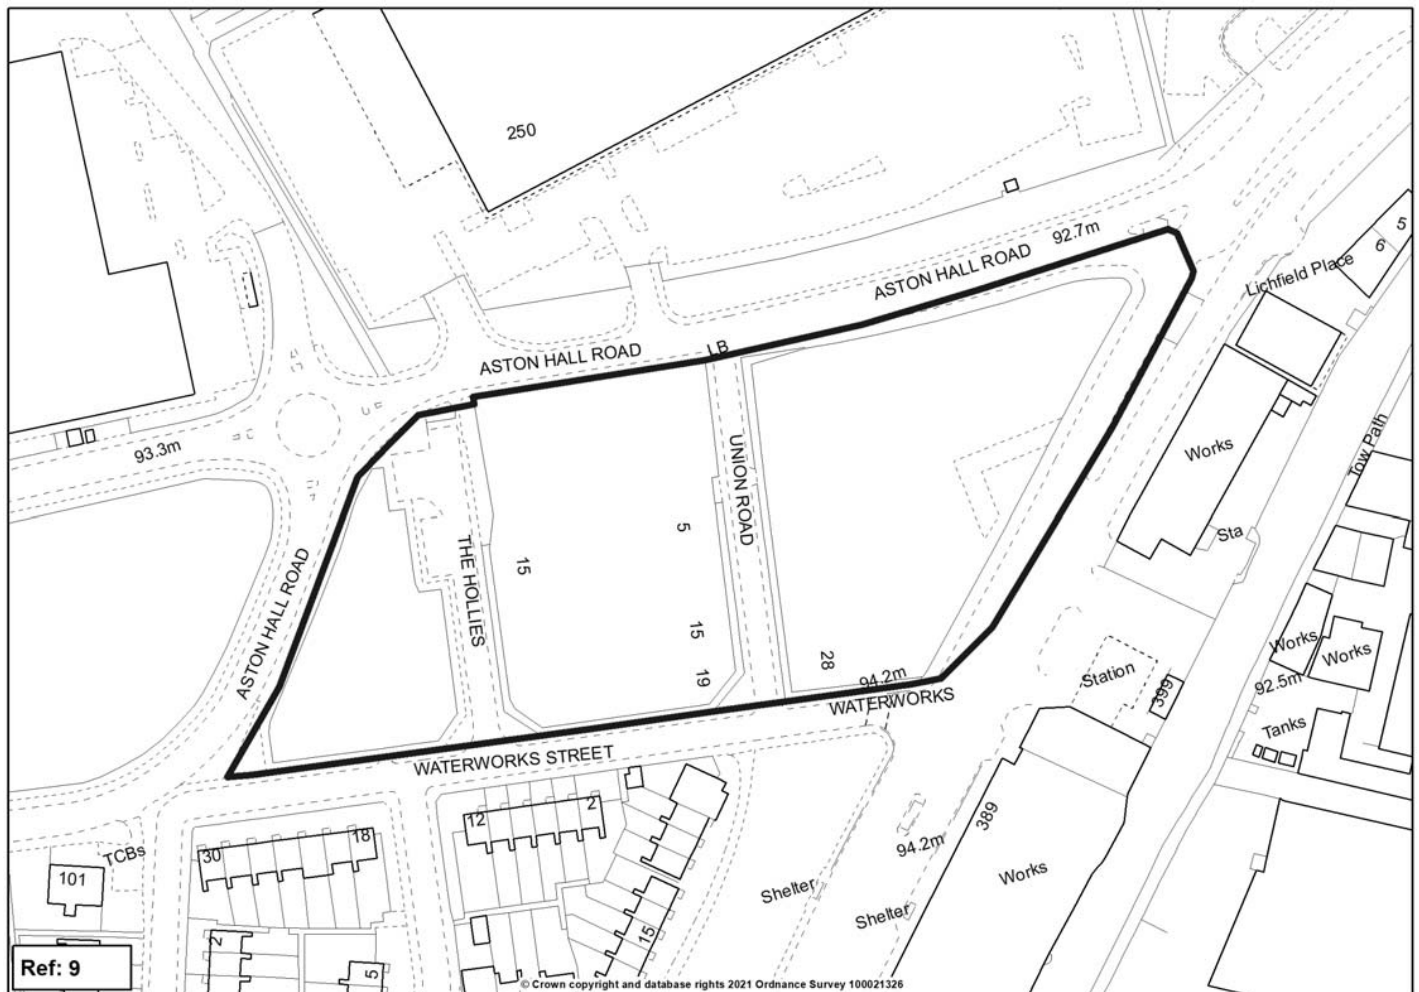 250
92.7m
ASTON HALL ROAD
5
6
Lichfield Place
LB
ASTON HALL ROAD
93.3m
Works
Tow Path
UNION ROAD
5
15
THE HOLLIES
Sta
ASTON HALL ROAD
15
19
28
94.2m
WATERWORKS
Station
399
Works
Works
92.5m
Tanks
WATERWORKS STREET
12
2
18
30
TCBs
101
389
94.2m
Works
Shelter
Shelter
2
15
5
Ref: 9
© Crown copyright and database rights 2021 Ordnance Survey 100021326